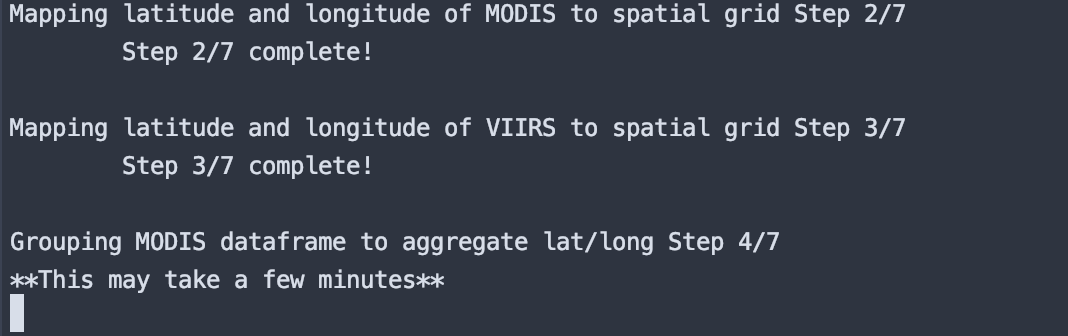 Mapping latitude and longitude of MODIS to spatial grid Step 2/7
Step 2/7 complete!
Mapping latitude and longitude of VIIRS to spatial grid Step 3/7
Step 3/7 complete!
Grouping MODIS dataframe to aggregate lat/long Step 4/7
**This may take a few minutes**